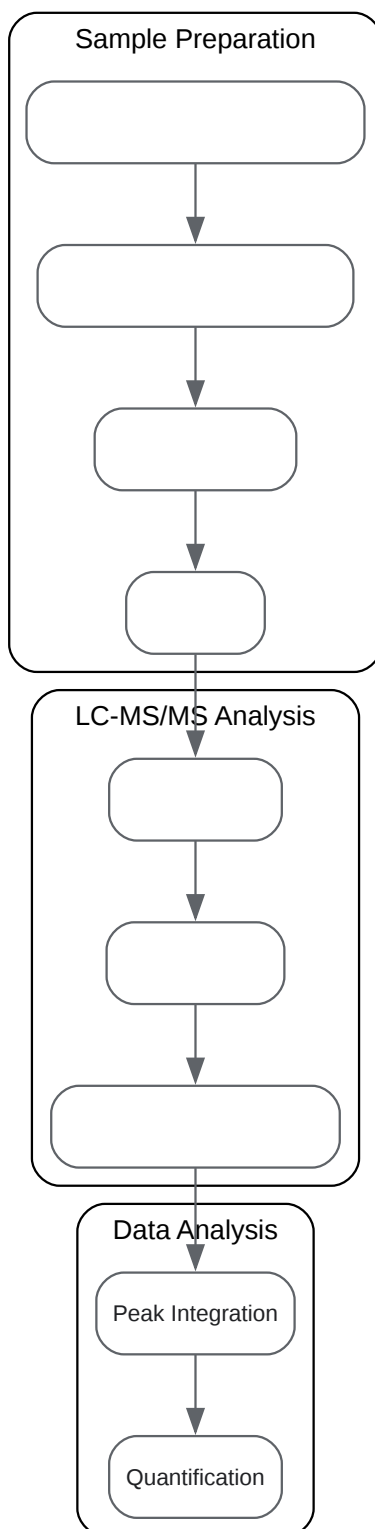 Sample Preparation
LC-MS/MS Analysis
Data Analysis
Peak Integration
Quantification